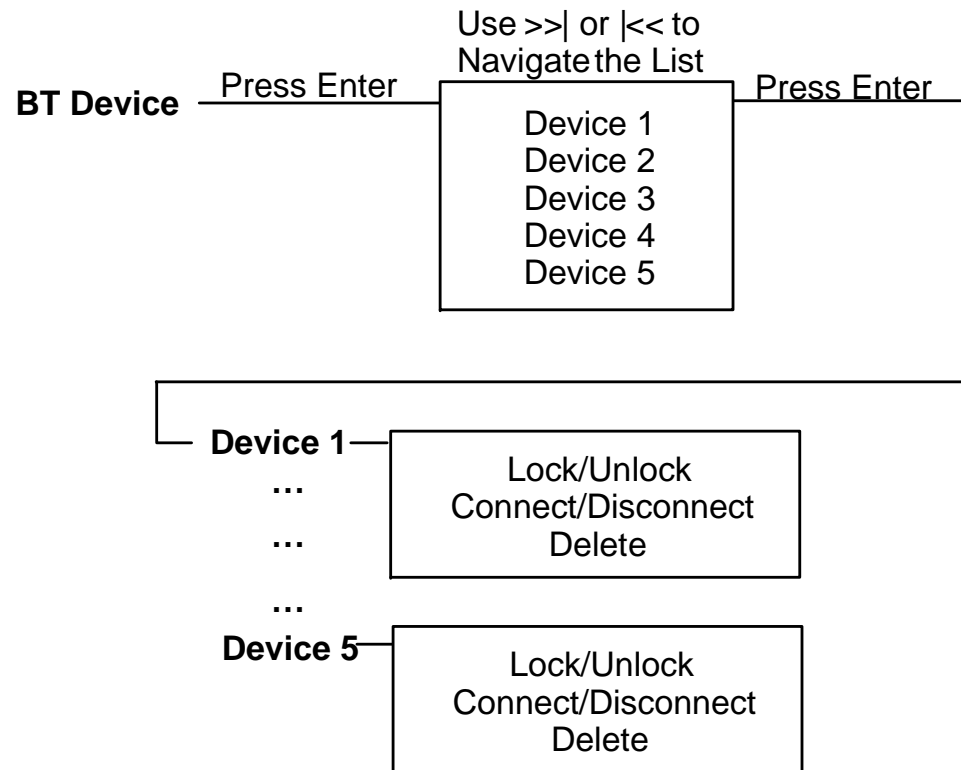 Use >>| or |<< to
Navigate the List
BT Device
Press Enter
Press Enter
Device 1
Device 2
Device 3
Device 4
Device 5
Device 1
Lock/Unlock
Connect/Disconnect
Delete
...
...
...
Device 5
Lock/Unlock
Connect/Disconnect
Delete